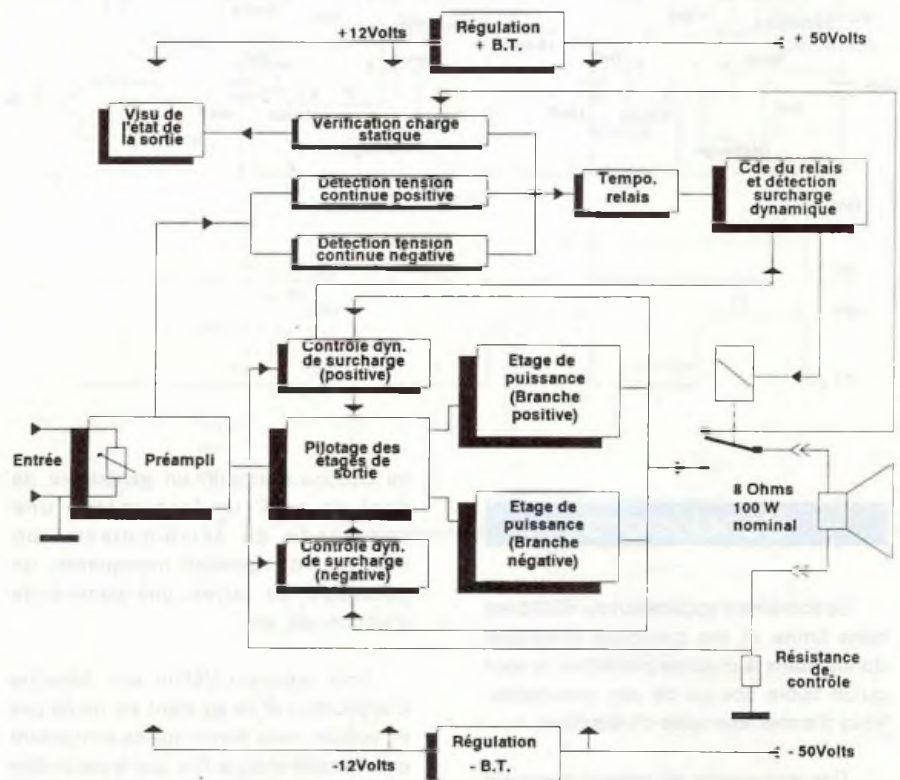 +12Volts
Régulation
+ B.T.
+ 50Volts
Visu de
l'état de
la sortie
Vérification charge
statique
Détection tension
continue positive
Détection tension
continue négative
Tempo.
relais
Cde du relais
et détection
surcharge
dynamique
Contrôle dyn.
de surcharge
(positive)
Etage de
puissance
(Branche
positive)
Entrée
Préampli
Pilotage des
étages de
sortie
8 Ohms
100 W
nominal
Etage de
puissance
(Branche
négative)
Contrôle dyn.
de surcharge
(négative)
Résistance
de
contrôle
-12Volts
Régulation
- B.T.
- 50Volts